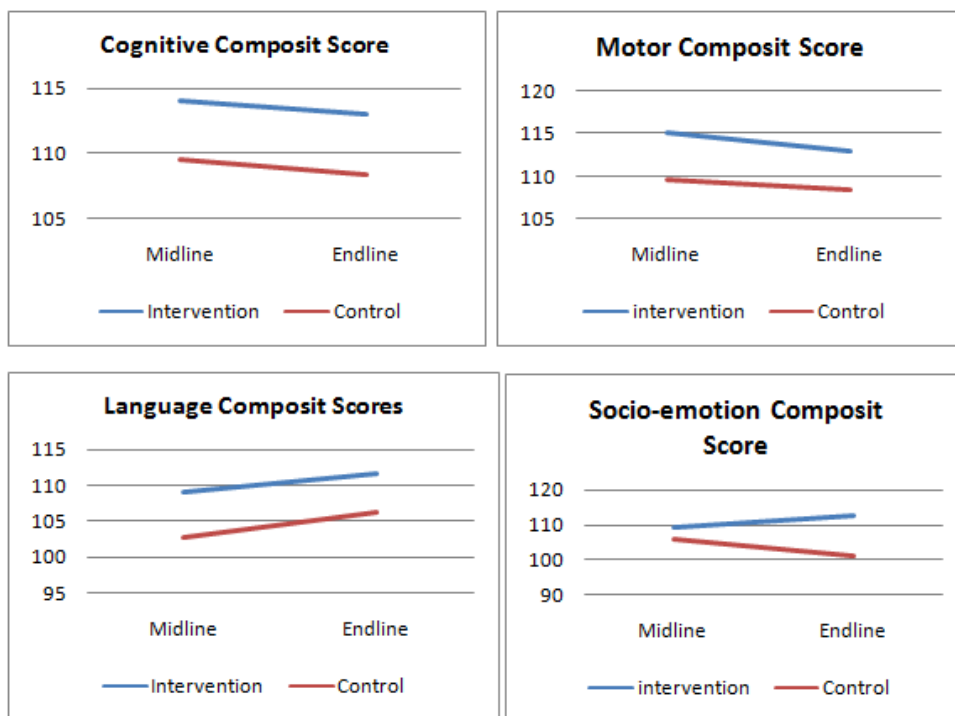 Cognitive Composit Score
115
110
105
Midline Endline
Intervention Control
Motor Composit Score
120
115
110
105
Midline Endline
intervention Control
Language Composit Scores
115
110
105
100
95
Midline Endline
Intervention Control
Socio-emotion Composit
Score
120
110
100
90
Midline Endline
intervention Control